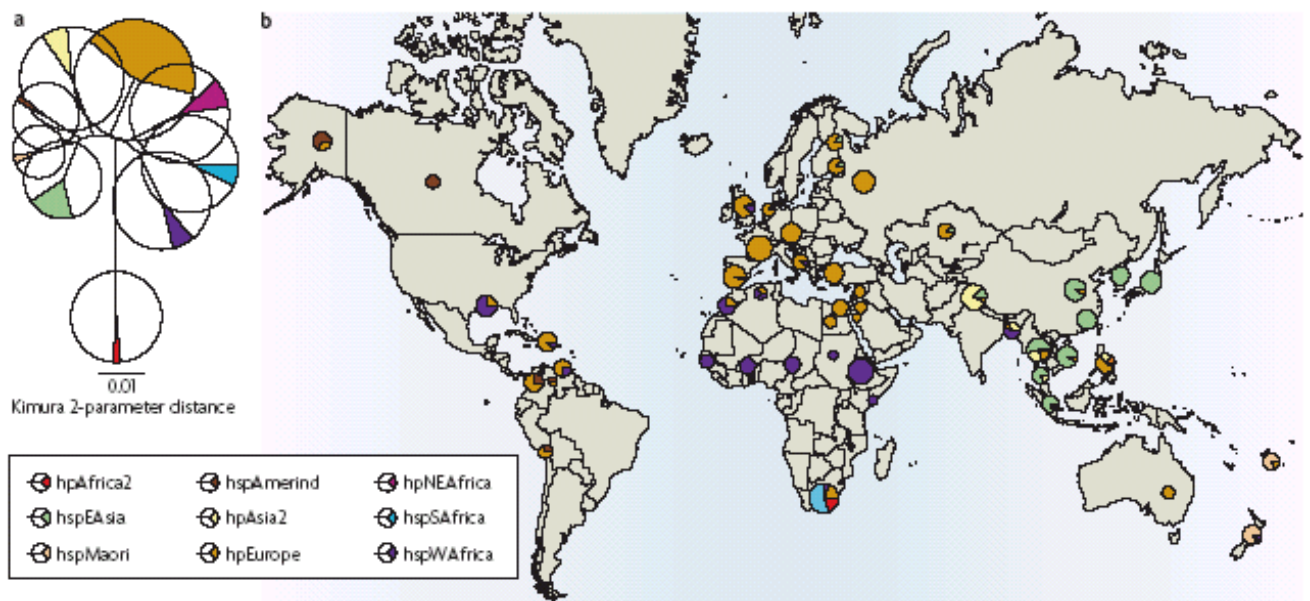 a
b
0.01
Kimura 2-parameter distance
hpAfrica2
hspAmerind
hpNEAfrica
hspEAsia
hpAsia2
hspSAfrica
hspMaori
hpEurope
hspWAfrica